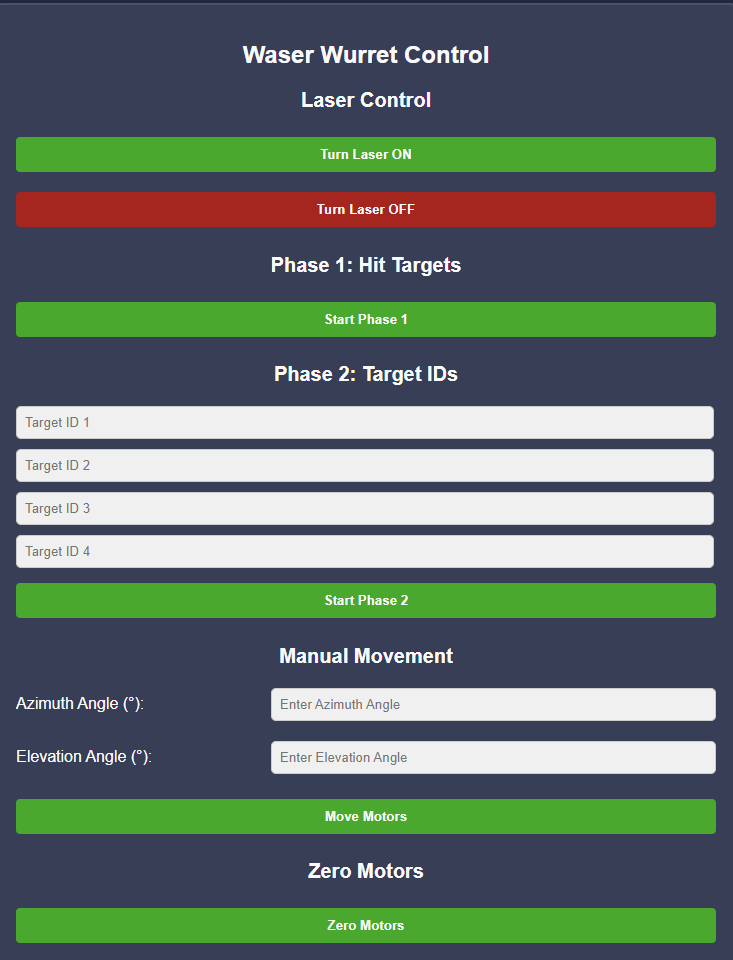 Waser Wurret Control
Laser Control
Turn Laser ON
Turn Laser OFF
Phase 1: Hit Targets
Start Phase 1
Phase 2: Target IDs
Target ID 1
Target ID 2
Target ID 3
Target ID 4
Start Phase 2
Manual Movement
Azimuth Angle (°): Enter Azimuth Angle
Elevation Angle (°): Enter Elevation Angle
Move Motors
Zero Motors
Zero Motors